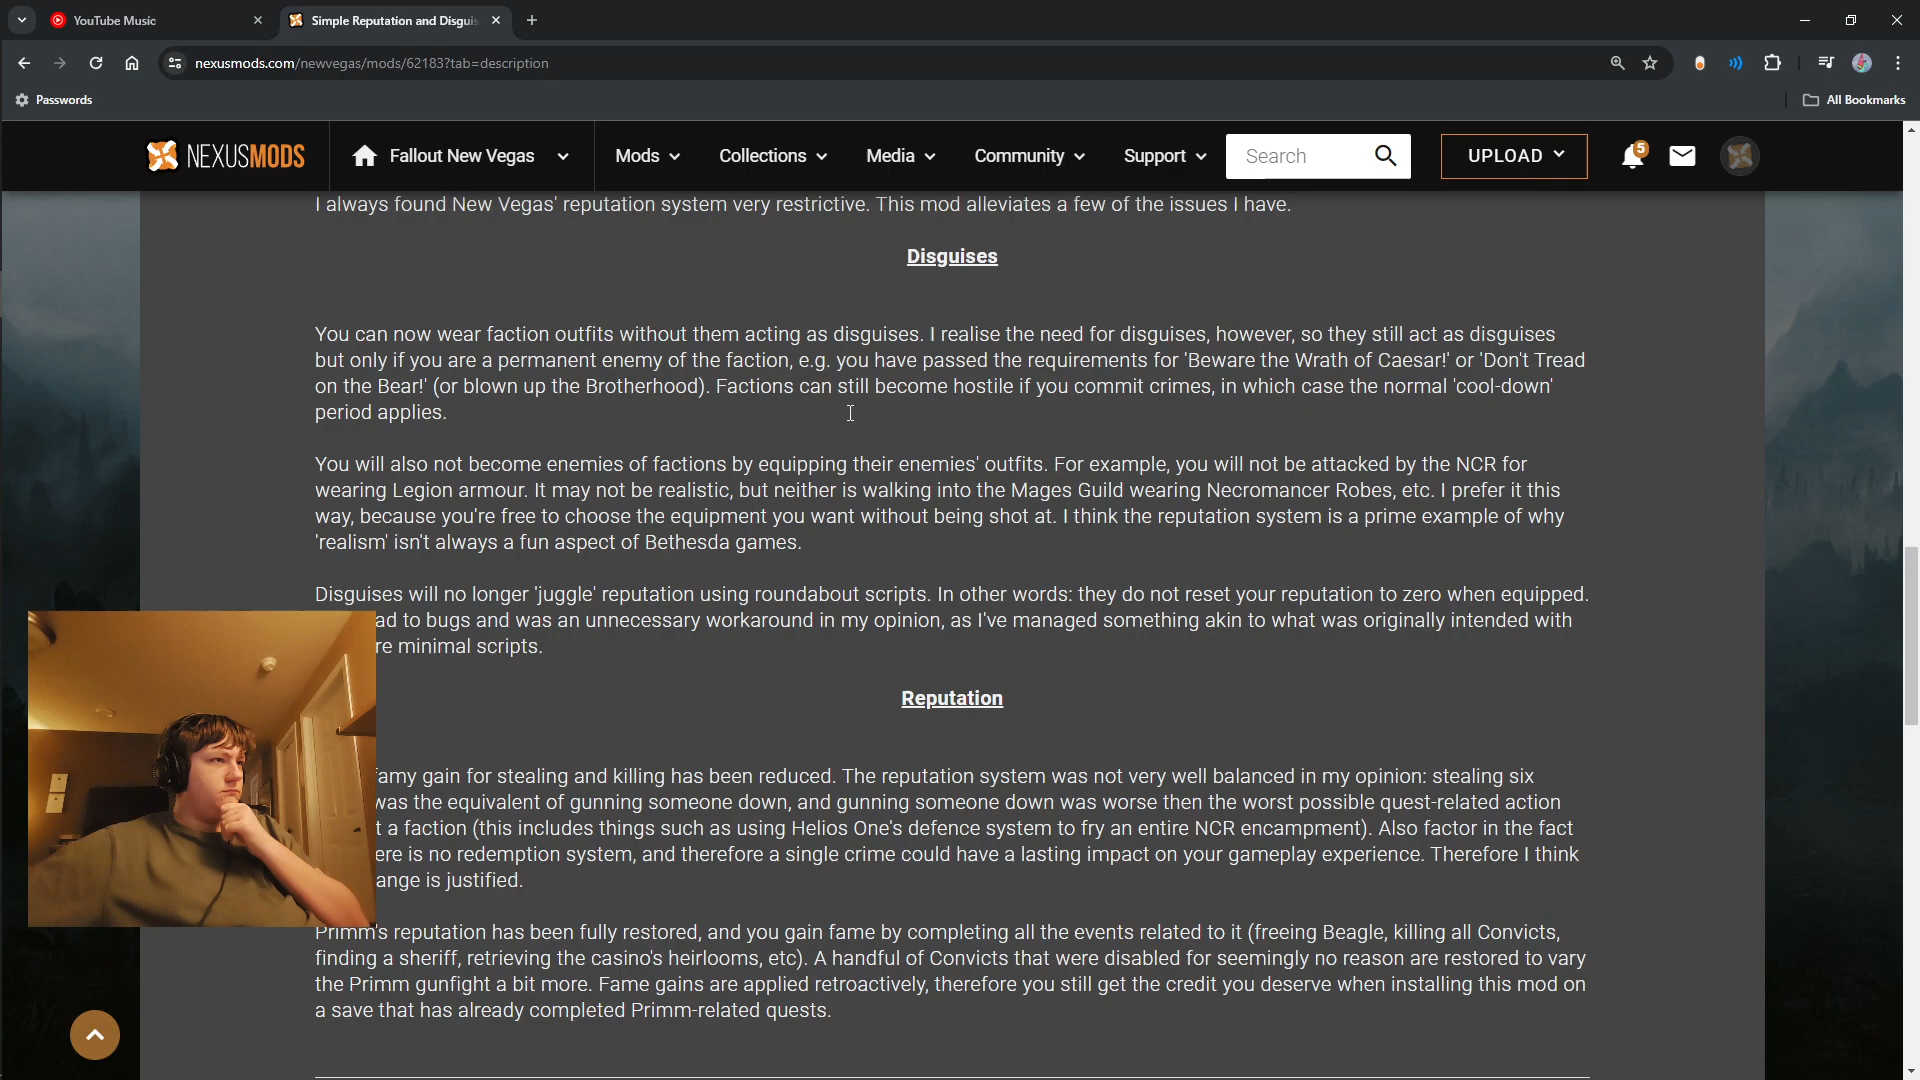 YouTube Music
Simple Reputation and Disguis
nexusmods.com/newvegas/mods/62183?tab=description
Passwords
All Bookmarks
NEXUSMODS
Fallout New Vegas
Mods
Collections
Media
Community
Support
Search
UPLOAD
5
I always found New Vegas' reputation system very restrictive. This mod alleviates a few of the issues I have.
Disguises
You can now wear faction outfits without them acting as disguises. I realise the need for disguises, however, so they still act as disguises
but only if you are a permanent enemy of the faction, e.g. you have passed the requirements for 'Beware the Wrath of Caesar!' or 'Don't Tread
on the Bear!' (or blown up the Brotherhood). Factions can still become hostile if you commit crimes, in which case the normal 'cool-down'
period applies.
You will also not become enemies of factions by equipping their enemies' outfits. For example, you will not be attacked by the NCR for
wearing Legion armour. It may not be realistic, but neither is walking into the Mages Guild wearing Necromancer Robes, etc. I prefer it this
way, because you're free to choose the equipment you want without being shot at. I think the reputation system is a prime example of why
'realism' isn't always a fun aspect of Bethesda games.
Disguises will no longer 'juggle' reputation using roundabout scripts. In other words: they do not reset your reputation to zero when equipped.
ad to bugs and was an unnecessary workaround in my opinion, as I've managed something akin to what was originally intended with
re minimal scripts.
Reputation
famy gain for stealing and killing has been reduced. The reputation system was not very well balanced in my opinion: stealing six
was the equivalent of gunning someone down, and gunning someone down was worse then the worst possible quest-related action
t a faction (this includes things such as using Helios One's defence system to fry an entire NCR encampment). Also factor in the fact
ere is no redemption system, and therefore a single crime could have a lasting impact on your gameplay experience. Therefore I think
ange is justified.
Primm's reputation has been fully restored, and you gain fame by completing all the events related to it (freeing Beagle, killing all Convicts,
finding a sheriff, retrieving the casino's heirlooms, etc). A handful of Convicts that were disabled for seemingly no reason are restored to vary
the Primm gunfight a bit more. Fame gains are applied retroactively, therefore you still get the credit you deserve when installing this mod on
a save that has already completed Primm-related quests.